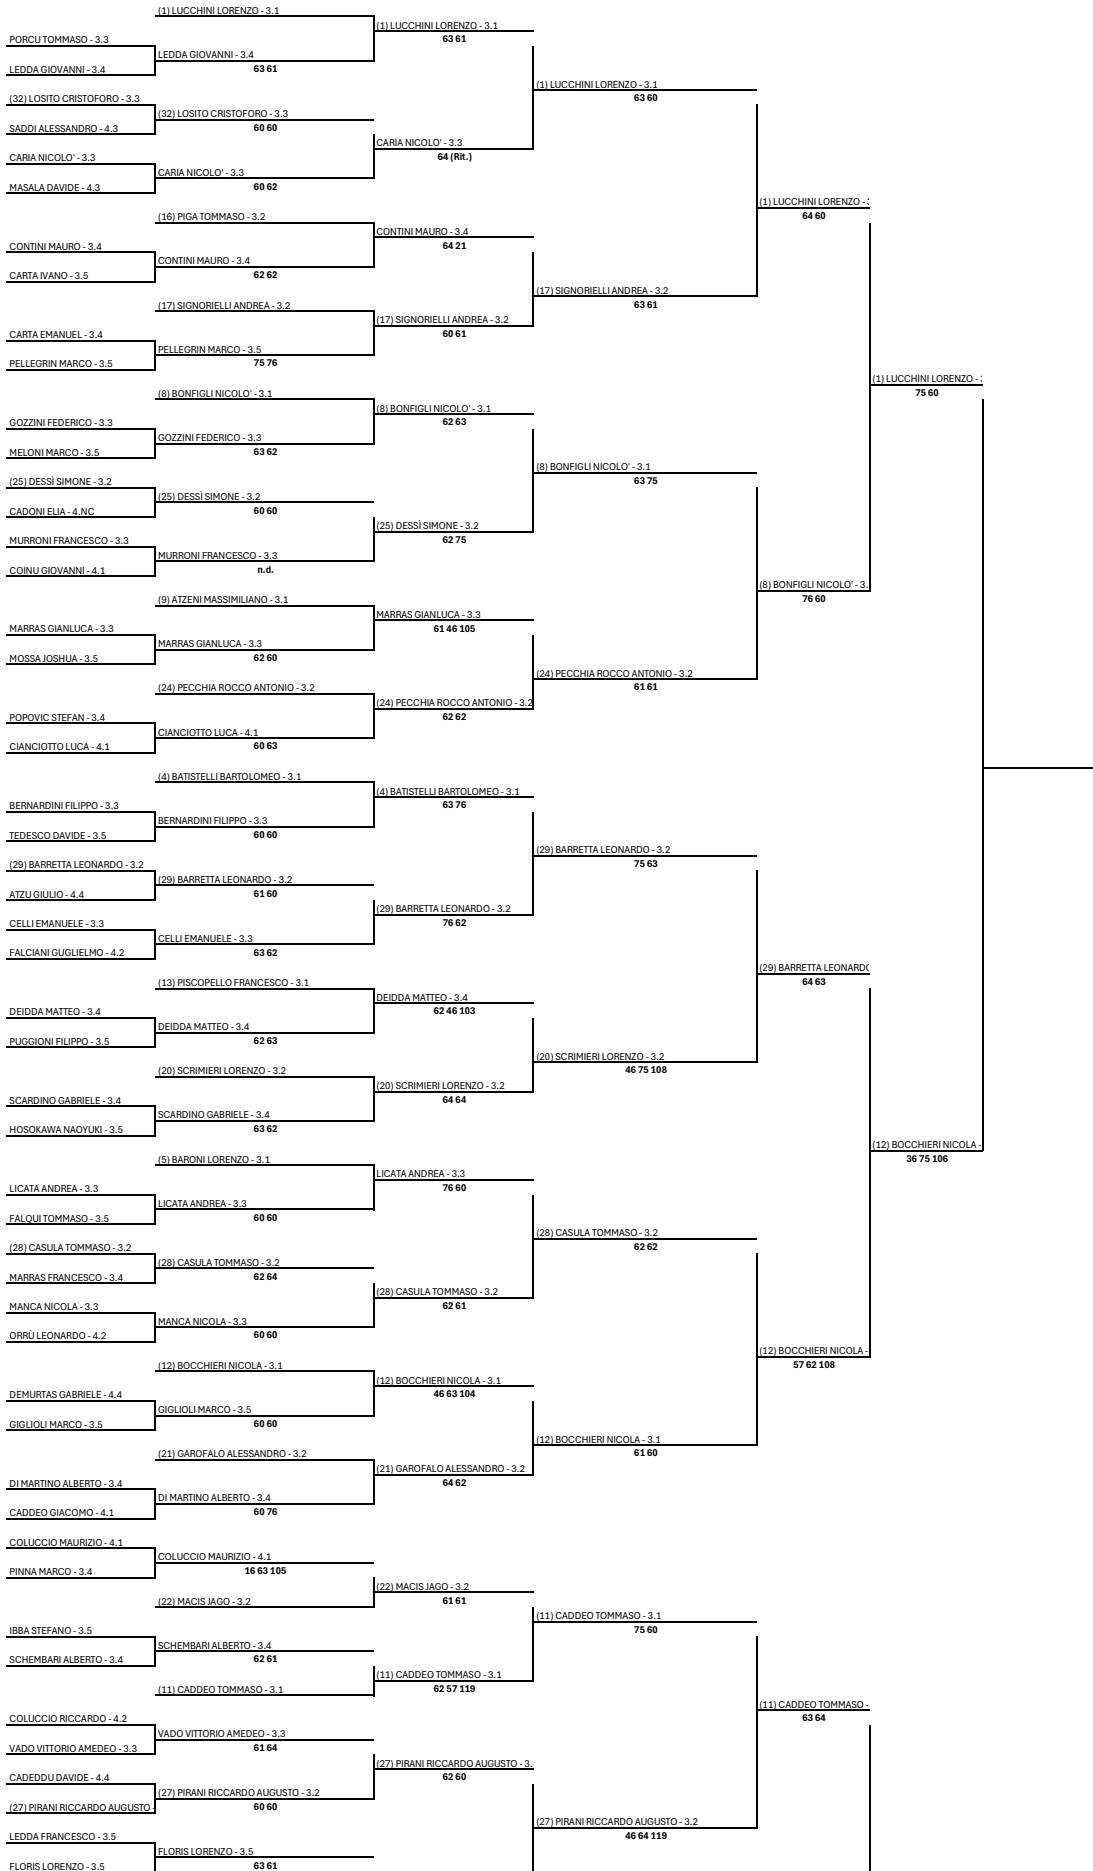 (1) LUCCHINI LORENZO - 3.1
(1) LUCCHINI LORENZO - 3.1
PORCU TOMMASO - 3.3
63 61
LEDDA GIOVANNI - 3.4
LEDDA GIOVANNI - 3.4
63 61
(1) LUCCHINI LORENZO - 3.1
(32) LOSITO CRISTOFORO - 3.3
63 60
(32) LOSITO CRISTOFORO - 3.3
SADDI ALESSANDRO - 4.3
60 60
CARIA NICOLO' - 3.3
CARIA NICOLO' - 3.3
64 (Rit.)
CARIA NICOLO' - 3.3
MASALA DAVIDE - 4.3
60 62
(1) LUCCHINI LORENZO - :
(16) PIGA TOMMASO - 3.2
64 60
CONTINI MAURO - 3.4
CONTINI MAURO - 3.4
64 21
CONTINI MAURO - 3.4
CARTA IVANO - 3.5
62 62
(17) SIGNORIELLI ANDREA - 3.2
(17) SIGNORIELLI ANDREA - 3.2
63 61
(17) SIGNORIELLI ANDREA - 3.2
CARTA EMANUEL - 3.4
60 61
PELLEGRIN MARCO - 3.5
PELLEGRIN MARCO - 3.5
75 76
(1) LUCCHINI LORENZO - :
75 60
(8) BONFIGLI NICOLO' - 3.1
(8) BONFIGLI NICOLO' - 3.1
GOZZINI FEDERICO - 3.3
62 63
GOZZINI FEDERICO - 3.3
MELONI MARCO - 3.5
63 62
(8) BONFIGLI NICOLO' - 3.1
(25) DESSÌ SIMONE - 3.2
63 75
(25) DESSÌ SIMONE - 3.2
CADONI ELIA - 4.NC
60 60
(25) DESSÌ SIMONE - 3.2
MURRONI FRANCESCO - 3.3
62 75
MURRONI FRANCESCO - 3.3
COINU GIOVANNI - 4.1
n.d.
(8) BONFIGLI NICOLO' - 3.
(9) ATZENI MASSIMILIANO - 3.1
76 60
MARRAS GIANLUCA - 3.3
MARRAS GIANLUCA - 3.3
61 46 105
MARRAS GIANLUCA - 3.3
MOSSA JOSHUA - 3.5
62 60
(24) PECCHIA ROCCO ANTONIO - 3.2
(24) PECCHIA ROCCO ANTONIO - 3.2
61 61
(24) PECCHIA ROCCO ANTONIO - 3.2
POPOVIC STEFAN - 3.4
62 62
CIANCIOTTO LUCA - 4.1
CIANCIOTTO LUCA - 4.1
60 63
(4) BATISTELLI BARTOLOMEO - 3.1
(4) BATISTELLI BARTOLOMEO - 3.1
BERNARDINI FILIPPO - 3.3
63 76
BERNARDINI FILIPPO - 3.3
TEDESCO DAVIDE - 3.5
60 60
(29) BARRETTA LEONARDO - 3.2
(29) BARRETTA LEONARDO - 3.2
75 63
(29) BARRETTA LEONARDO - 3.2
ATZU GIULIO - 4.4
61 60
(29) BARRETTA LEONARDO - 3.2
CELLI EMANUELE - 3.3
76 62
CELLI EMANUELE - 3.3
FALCIANI GUGLIELMO - 4.2
63 62
(29) BARRETTA LEONARDO
(13) PISCOPELLO FRANCESCO - 3.1
64 63
DEIDDA MATTEO - 3.4
DEIDDA MATTEO - 3.4
62 46 103
DEIDDA MATTEO - 3.4
PUGGIONI FILIPPO - 3.5
62 63
(20) SCRIMIERI LORENZO - 3.2
(20) SCRIMIERI LORENZO - 3.2
46 75 108
(20) SCRIMIERI LORENZO - 3.2
SCARDINO GABRIELE - 3.4
64 64
SCARDINO GABRIELE - 3.4
HOSOKAWA NAOYUKI - 3.5
63 62
(12) BOCCHIERI NICOLA -
36 75 106
(5) BARONI LORENZO - 3.1
LICATA ANDREA - 3.3
LICATA ANDREA - 3.3
76 60
LICATA ANDREA - 3.3
FALQUI TOMMASO - 3.5
60 60
(28) CASULA TOMMASO - 3.2
(28) CASULA TOMMASO - 3.2
62 62
(28) CASULA TOMMASO - 3.2
MARRAS FRANCESCO - 3.4
62 64
(28) CASULA TOMMASO - 3.2
MANCA NICOLA - 3.3
62 61
MANCA NICOLA - 3.3
ORRÙ LEONARDO - 4.2
60 60
(12) BOCCHIERI NICOLA -
(12) BOCCHIERI NICOLA - 3.1
57 62 108
(12) BOCCHIERI NICOLA - 3.1
DEMURTAS GABRIELE - 4.4
46 63 104
GIGLIOLI MARCO - 3.5
GIGLIOLI MARCO - 3.5
60 60
(12) BOCCHIERI NICOLA - 3.1
(21) GAROFALO ALESSANDRO - 3.2
61 60
(21) GAROFALO ALESSANDRO - 3.2
DI MARTINO ALBERTO - 3.4
64 62
DI MARTINO ALBERTO - 3.4
CADDEO GIACOMO - 4.1
60 76
COLUCCIO MAURIZIO - 4.1
COLUCCIO MAURIZIO - 4.1
PINNA MARCO - 3.4
16 63 105
(22) MACIS JAGO - 3.2
(22) MACIS JAGO - 3.2
61 61
(11) CADDEO TOMMASO - 3.1
IBBA STEFANO - 3.5
75 60
SCHEMBARI ALBERTO - 3.4
SCHEMBARI ALBERTO - 3.4
62 61
(11) CADDEO TOMMASO - 3.1
(11) CADDEO TOMMASO - 3.1
62 57 119
(11) CADDEO TOMMASO -
COLUCCIO RICCARDO - 4.2
63 64
VADO VITTORIO AMEDEO - 3.3
VADO VITTORIO AMEDEO - 3.3
61 64
(27) PIRANI RICCARDO AUGUSTO - 3.
CADEDDU DAVIDE - 4.4
62 60
(27) PIRANI RICCARDO AUGUSTO - 3.2
(27) PIRANI RICCARDO AUGUSTO -
60 60
(27) PIRANI RICCARDO AUGUSTO - 3.2
LEDDA FRANCESCO - 3.5
46 64 119
FLORIS LORENZO - 3.5
FLORIS LORENZO - 3.5
63 61